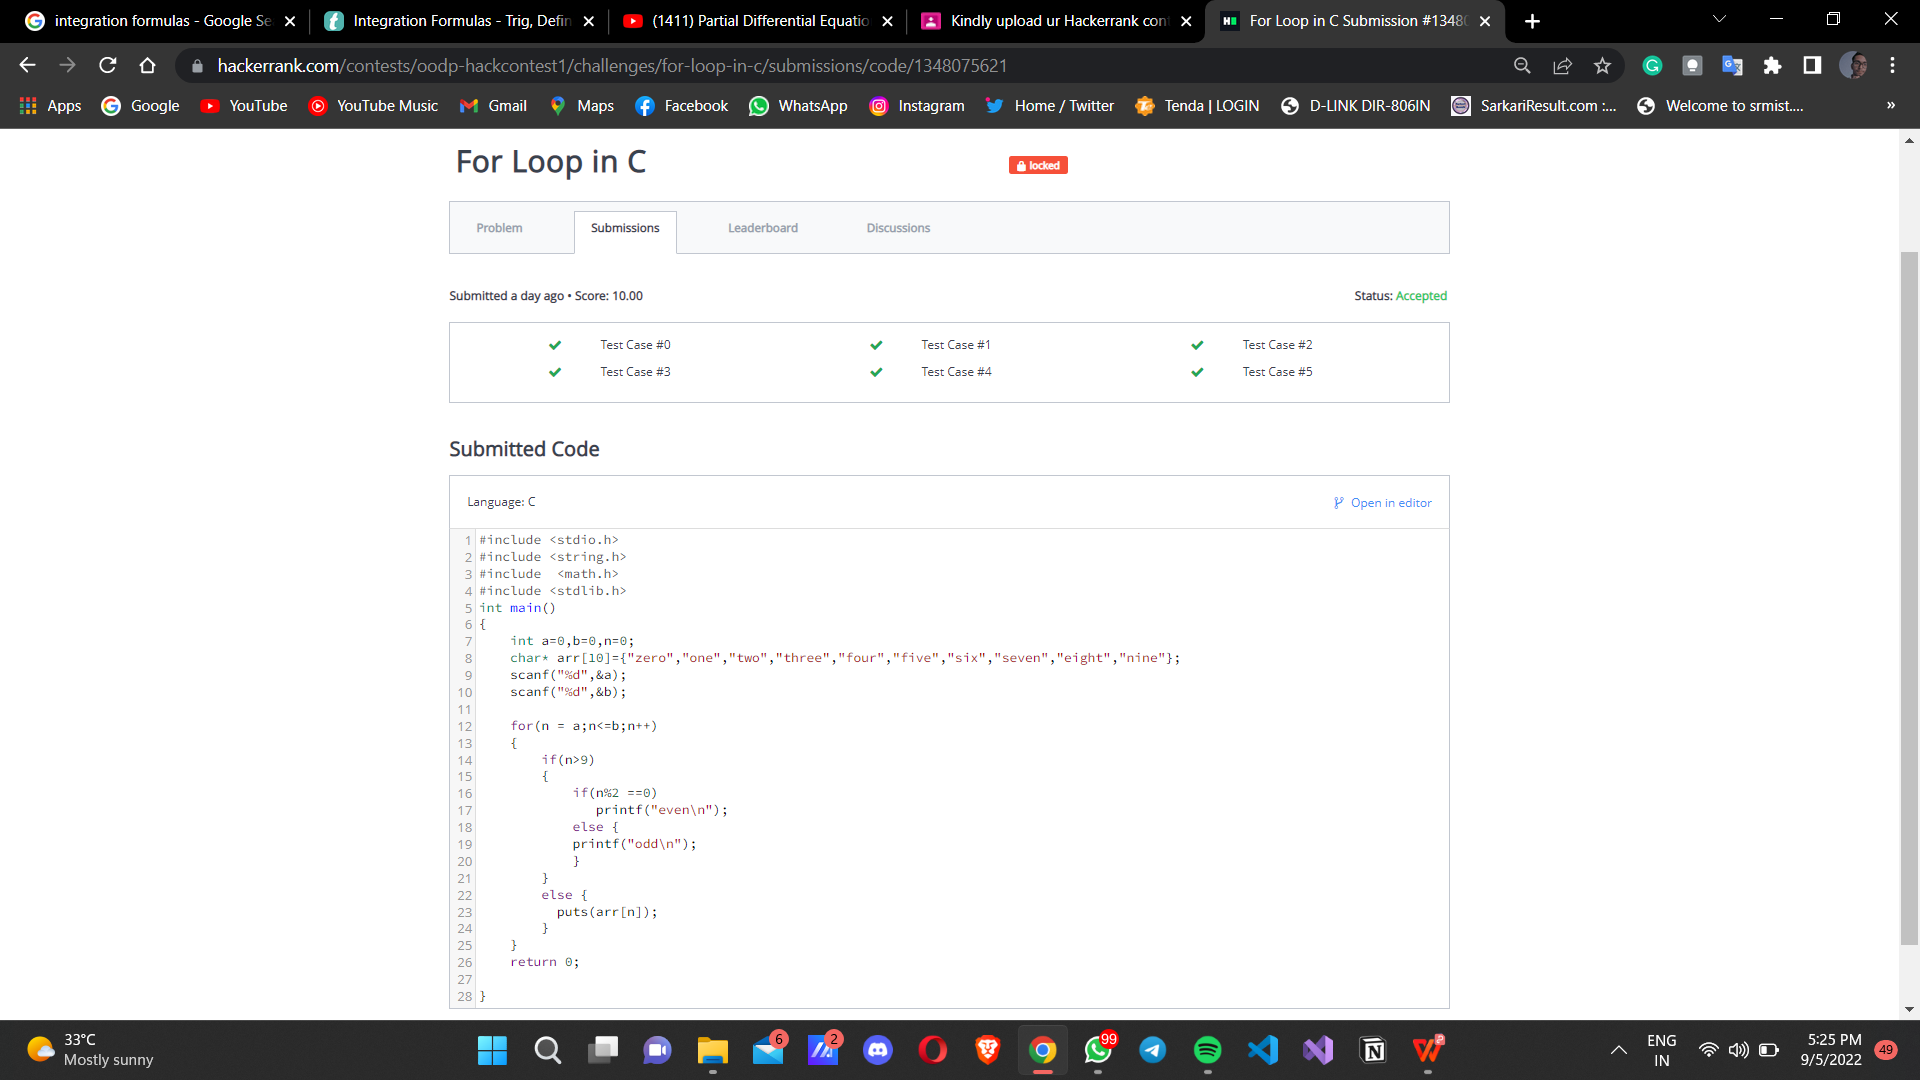 integration formulas - Google Se
Integration Formulas - Trig, Defin
(1411) Partial Differential Equatio
Kindly upload ur Hackerrank cont
For Loop in C Submission #1348
hackerrank.com/contests/oodp-hackcontest1/challenges/for-loop-in-c/submissions/code/1348075621
Apps
Google
YouTube
YouTube Music
Gmail
Maps
Facebook
WhatsApp
Instagram
Home / Twitter
Tenda | LOGIN
D-LINK DIR-806IN
SarkariResult.com :...
Welcome to srmist....
»
For Loop in C
locked
Problem
Submissions
Leaderboard
Discussions
Submitted a day ago • Score: 10.00
Status: Accepted
Test Case #0
Test Case #1
Test Case #2
Test Case #3
Test Case #4
Test Case #5
Submitted Code
Language: C
Open in editor
1 #include <stdio.h>
2 #include <string.h>
3 #include  <math.h>
4 #include <stdlib.h>
5 int main()
6 {
7     int a=0,b=0,n=0;
8     char* arr[10]={"zero","one","two","three","four","five","six","seven","eight","nine"};
9     scanf("%d",&a);
10     scanf("%d",&b);
11
12     for(n = a;n<=b;n++)
13     {
14         if(n>9)
15         {
16             if(n%2 ==0)
17                printf("even\n");
18             else {
19             printf("odd\n");
20             }
21         }
22         else {
23           puts(arr[n]);
24         }
25     }
26     return 0;
27
28 }
33°C
Mostly sunny
6
2
99
ENG
IN
5:25 PM
9/5/2022
49